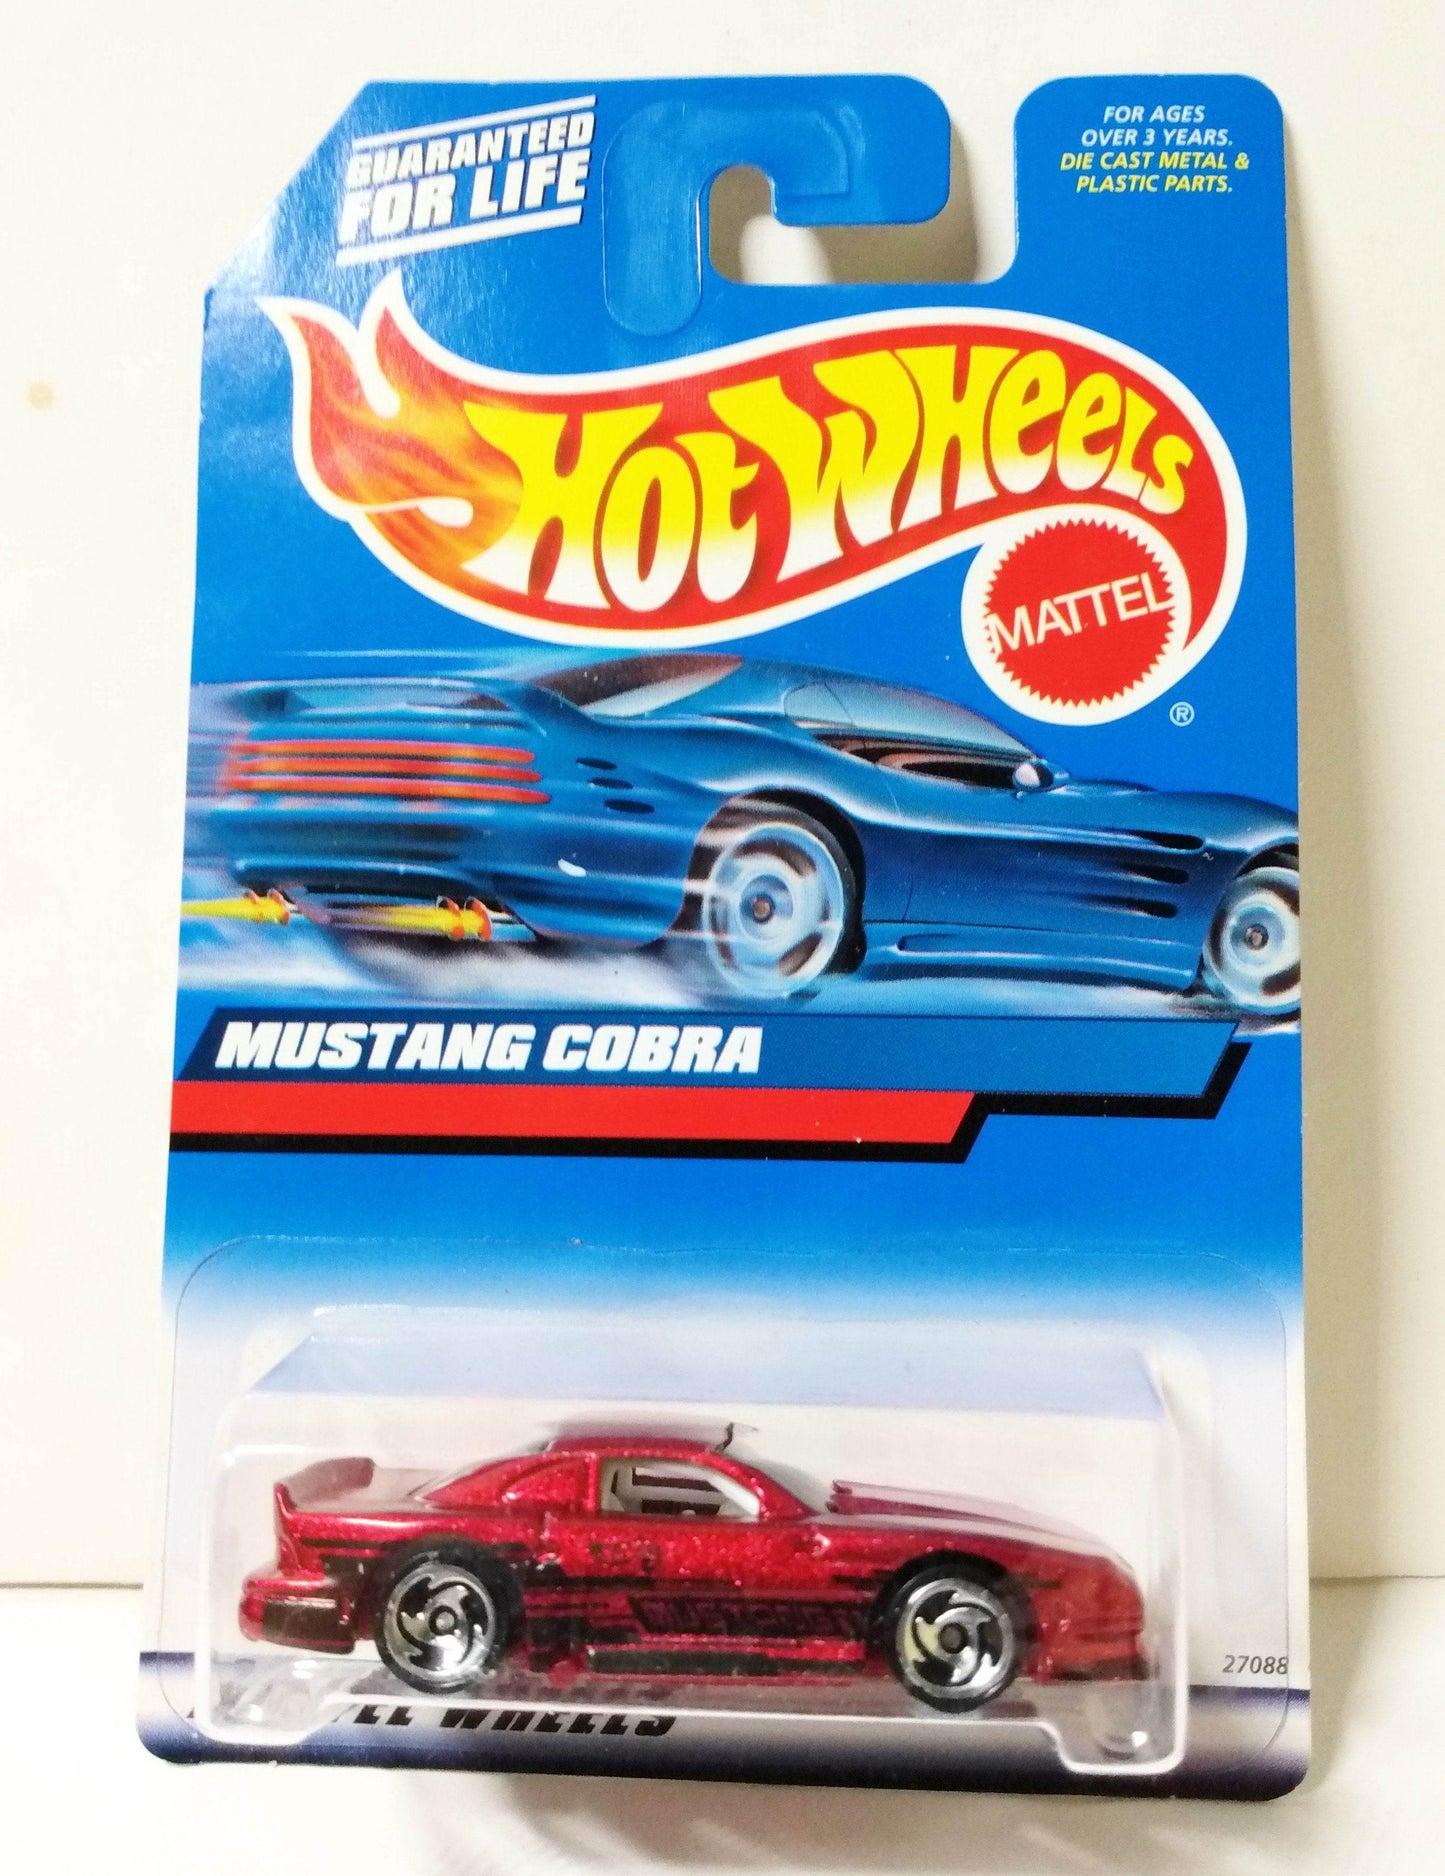 GUARANTEED
FOR LIFE
FOR AGES
OVER 3 YEARS.
DIE CAST METAL &
PLASTIC PARTS.
HOT WHEELS
MATTEL
®
MUSTANG COBRA
27088
WHEELS